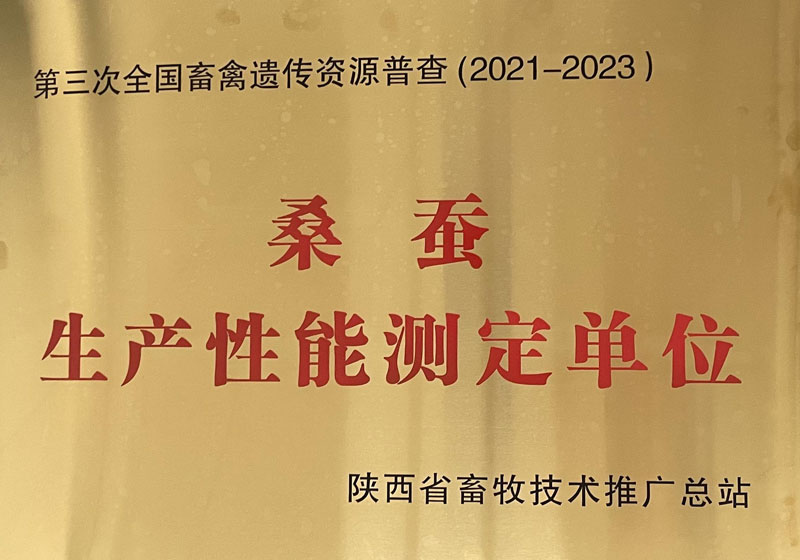 第三次全国畜禽遗传资源普查(2021-2023)
桑蚕
生产性能测定单位
陕西省畜牧技术推广总站